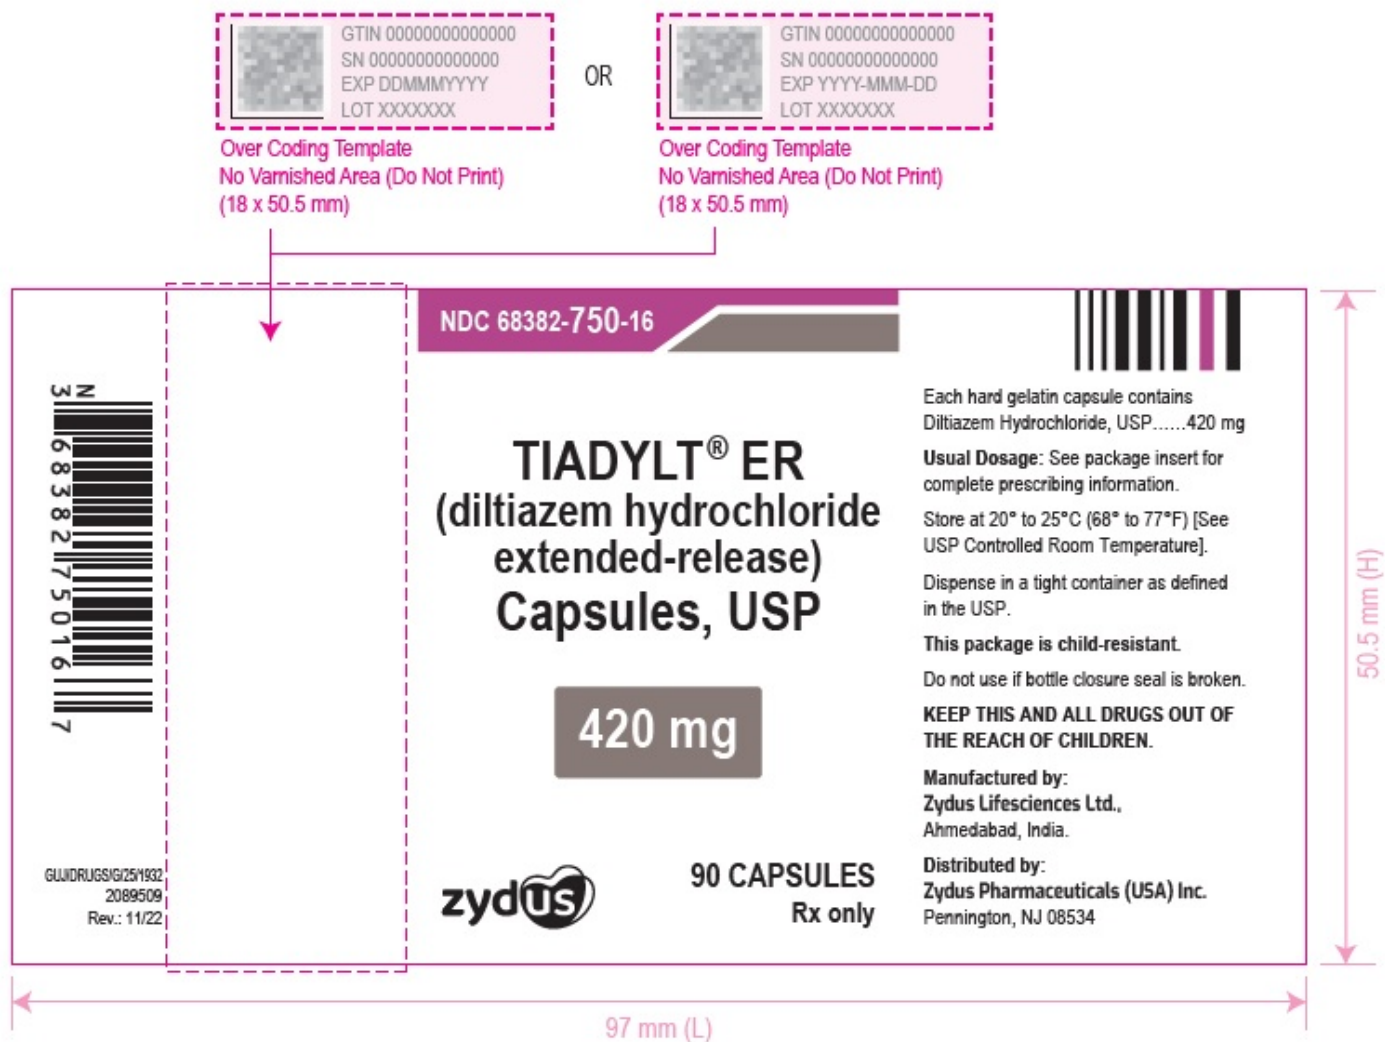 GTIN 00000000000000
SN 00000000000000
EXP DDMMMYYYY
LOT XXXXXXX
OR
GTIN 00000000000000
SN 00000000000000
EXP YYYY-MMM-DD
LOT XXXXXXX
Over Coding Template
No Varnished Area (Do Not Print)
(18 x 50.5 mm)
Over Coding Template
No Varnished Area (Do Not Print)
(18 x 50.5 mm)
N
3 68382 75016 7
GUJ/DRUGS/G/25/1932
2089509
Rev.: 11/22
NDC 68382-750-16
TIADYLT® ER
(diltiazem hydrochloride
extended-release)
Capsules, USP
420 mg
zydus
90 CAPSULES
Rx only
Each hard gelatin capsule contains
Diltiazem Hydrochloride, USP......420 mg
Usual Dosage: See package insert for
complete prescribing information.
Store at 20° to 25°C (68° to 77°F) [See
USP Controlled Room Temperature].
Dispense in a tight container as defined
in the USP.
This package is child-resistant.
Do not use if bottle closure seal is broken.
KEEP THIS AND ALL DRUGS OUT OF
THE REACH OF CHILDREN.
Manufactured by:
Zydus Lifesciences Ltd.,
Ahmedabad, India.
Distributed by:
Zydus Pharmaceuticals (USA) Inc.
Pennington, NJ 08534
50.5 mm (H)
97 mm (L)